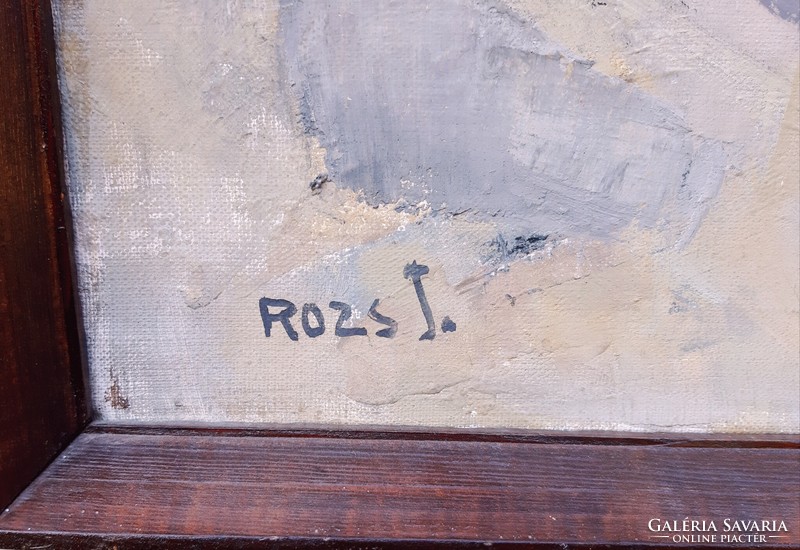 ROZS J.
GALÉRIA SAVARIA
ONLINE PIACTÉR